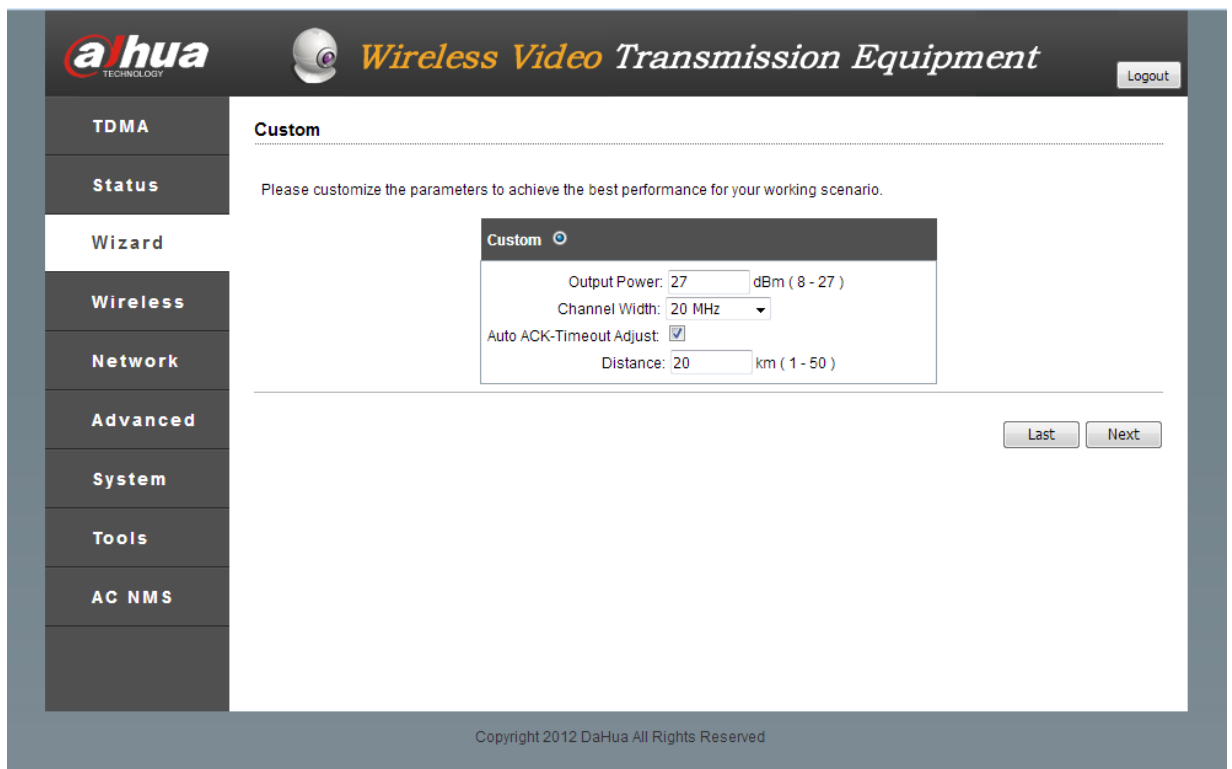 alhua
TECHNOLOGY
Wireless Video Transmission Equipment
Logout
TDMA
Status
Wizard
Wireless
Network
Advanced
System
Tools
AC NMS
Custom
Please customize the parameters to achieve the best performance for your working scenario.
Custom
Output Power: 27 dBm ( 8 - 27 )
Channel Width: 20 MHz
Auto ACK-Timeout Adjust:
Distance: 20 km ( 1 - 50 )
Last Next
Copyright 2012 DaHua All Rights Reserved